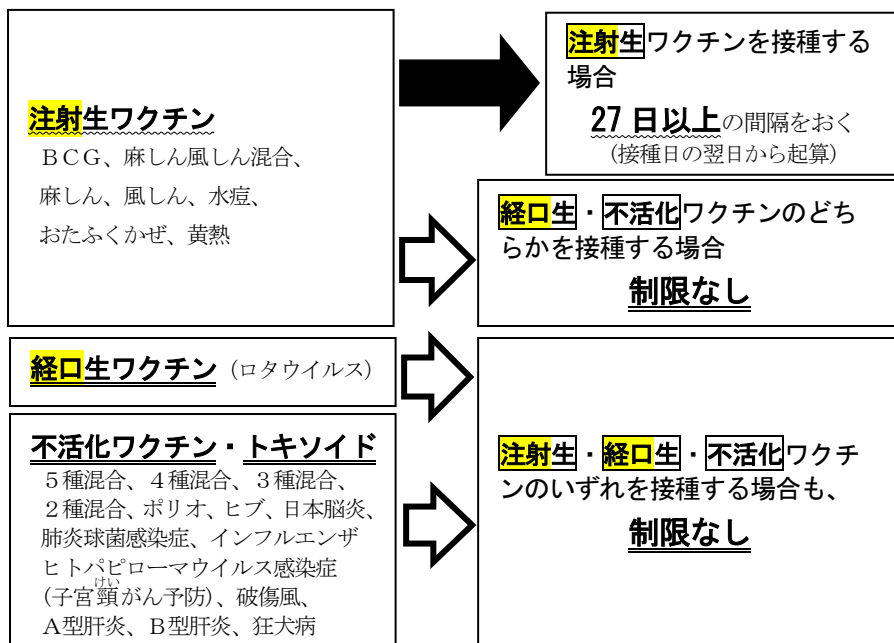 注射生ワクチン
ＢＣＧ、麻しん風しん混合、
麻しん、風しん、水痘、
おたふくかぜ、黄熱
注射生ワクチンを接種する
場合
27 日以上の間隔をおく
（接種日の翌日から起算）
経口生・不活化ワクチンのどち
らかを接種する場合
制限なし
経口生ワクチン（ロタウイルス）
不活化ワクチン・トキソイド
５種混合、４種混合、３種混合、
２種混合、ポリオ、ヒブ、日本脳炎、
肺炎球菌感染症、インフルエンザ
ヒトパピローマウイルス感染症
けい
（子宮頸がん予防）、破傷風、
Ａ型肝炎、Ｂ型肝炎、狂犬病
注射生・経口生・不活化ワクチ
ンのいずれを接種する場合も、
制限なし